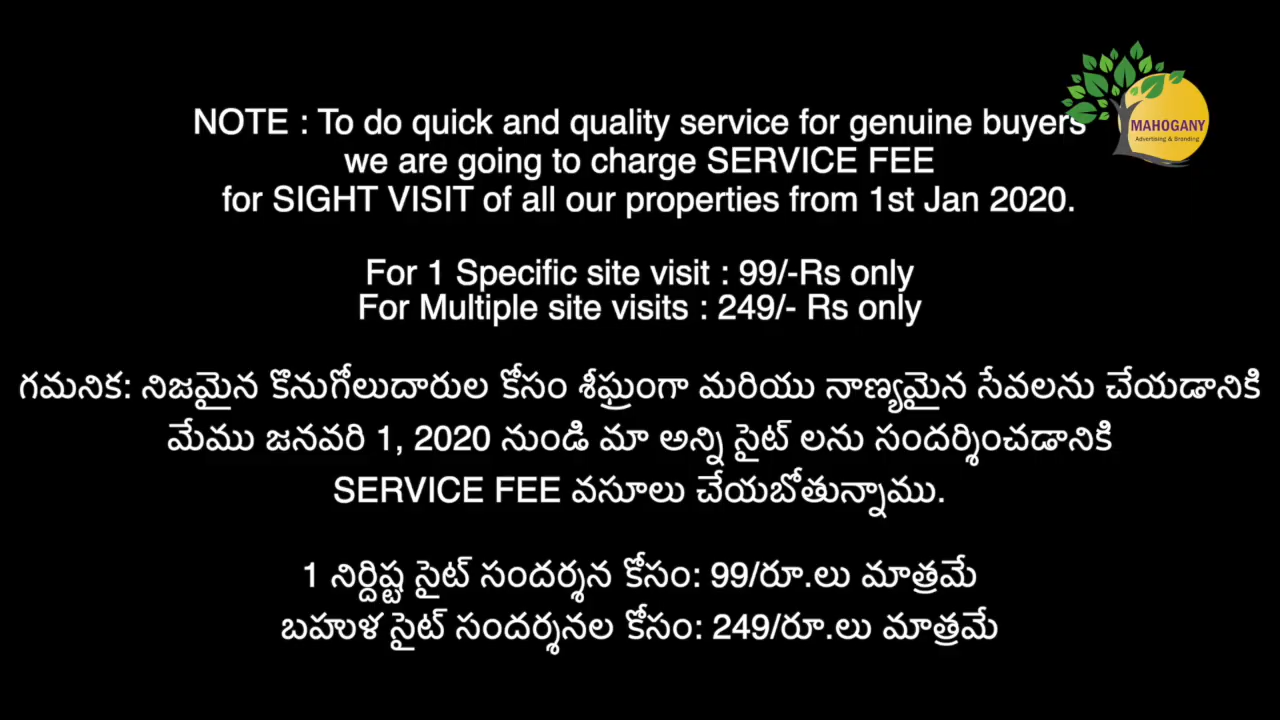 NOTE : To do quick and quality service for genuine buyers
we are going to charge SERVICE FEE
for SIGHT VISIT of all our properties from 1st Jan 2020.
MAHOGANY
Advertising & Branding
For 1 Specific site visit : 99/-Rs only
For Multiple site visits : 249/- Rs only
గమనిక: నిజమైన కొనుగోలుదారుల కోసం శీఘ్రంగా మరియు నాణ్యమైన సేవలను చేయడానికి
మేము జనవరి 1, 2020 నుండి మా అన్ని సైట్ లను సందర్శించడానికి
SERVICE FEE వసూలు చేయబోతున్నాము.
1 నిర్దిష్ట సైట్ సందర్శన కోసం: 99/రూ.లు మాత్రమే
బహుళ సైట్ సందర్శనల కోసం: 249/రూ.లు మాత్రమే